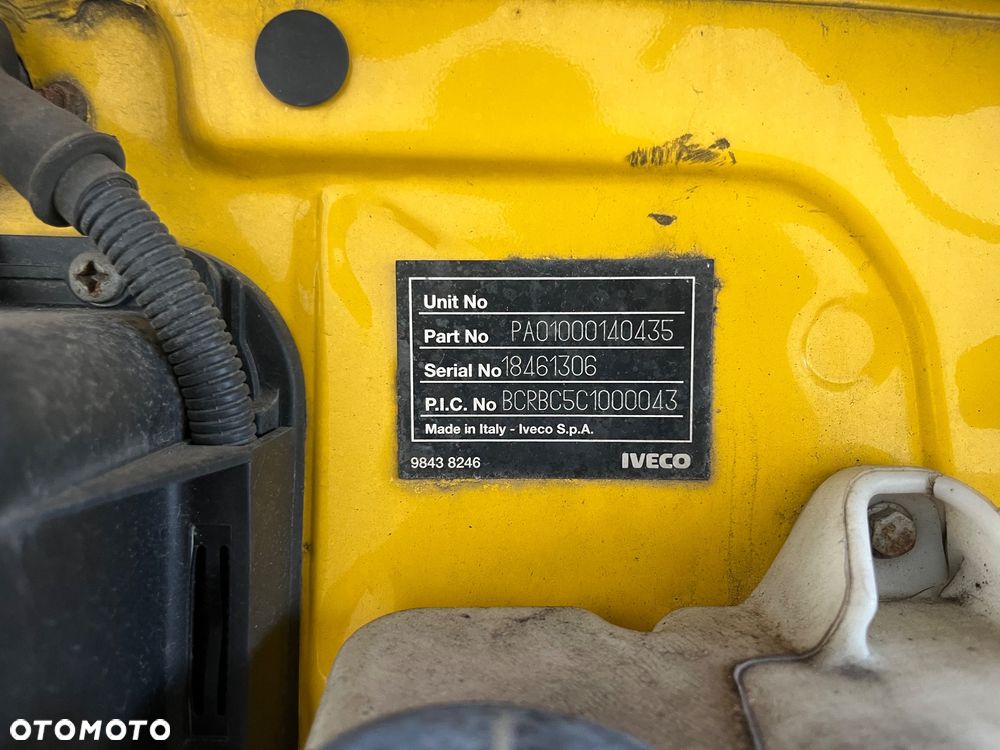 Unit No
Part No PA01000140435
Serial No 18461306
P.I.C. No BCRBC5C1000043
Made in Italy - Iveco S.p.A.
9843 8246 IVECO
OTOMOTO